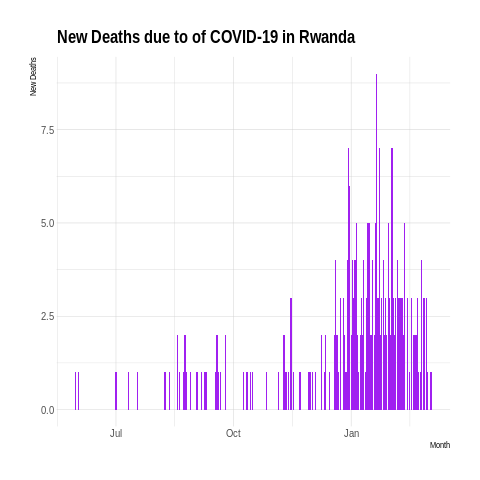 New Deaths due to of COVID-19 in Rwanda
New Deaths
7.5
5.0
2.5
0.0
Jul Oct Jan
Month